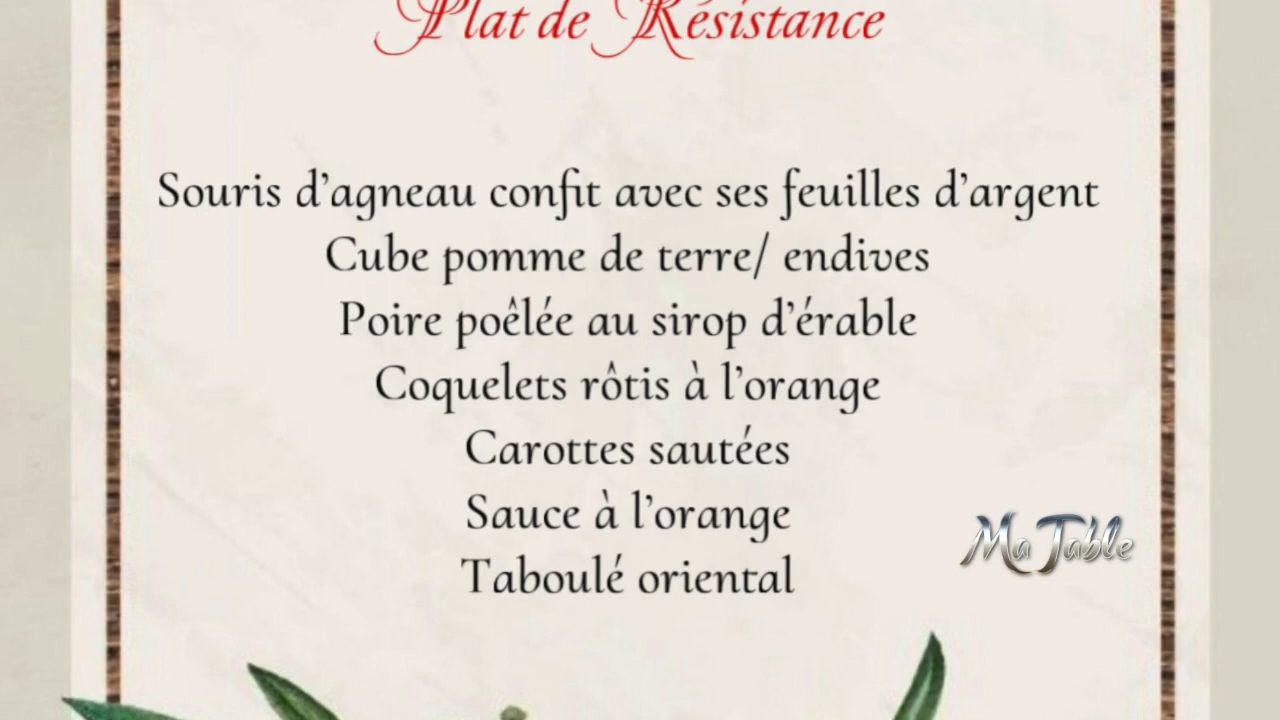 Plat de Résistance
Souris d’agneau confit avec ses feuilles d’argent
Cube pomme de terre/ endives
Poire poêlée au sirop d’érable
Coquelets rôtis à l’orange
Carottes sautées
Sauce à l’orange
Taboulé oriental
Ma Table